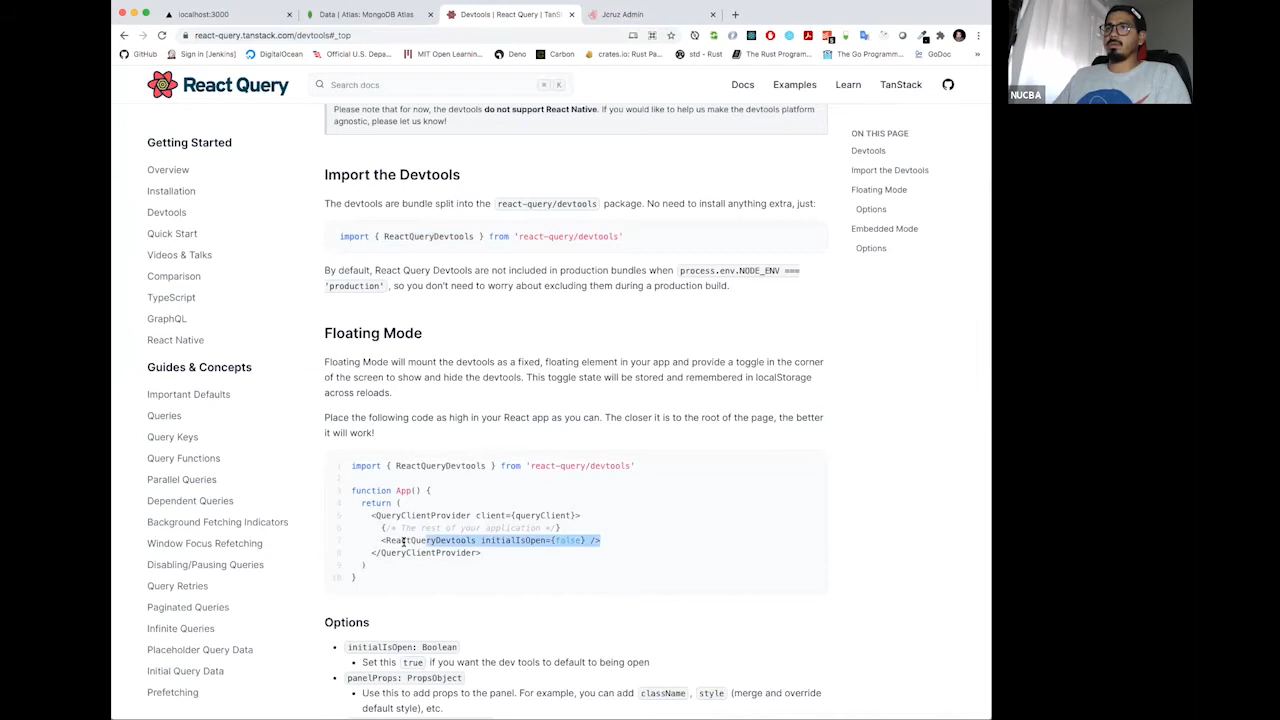 localhost:3000
Data | Atlas: MongoDB Atlas
Devtools | React Query | TanS
Jcruz Admin
react-query.tanstack.com/devtools#_top
GitHub
Sign in [Jenkins]
DigitalOcean
Official U.S. Depa...
MIT Open Learnin...
Deno
Carbon
crates.io: Rust Pa...
std - Rust
The Rust Program...
The Go Programm...
GoDoc
»
NUCBA
React Query
Search docs
⌘ K
Docs
Examples
Learn
TanStack
Please note that for now, the devtools do not support React Native. If you would like to help us make the devtools platform
agnostic, please let us know!
Getting Started
Overview
Installation
Devtools
Quick Start
Videos & Talks
Comparison
TypeScript
GraphQL
React Native
Guides & Concepts
Important Defaults
Queries
Query Keys
Query Functions
Parallel Queries
Dependent Queries
Background Fetching Indicators
Window Focus Refetching
Disabling/Pausing Queries
Query Retries
Paginated Queries
Infinite Queries
Placeholder Query Data
Initial Query Data
Prefetching
Import the Devtools
The devtools are bundle split into the react-query/devtools package. No need to install anything extra, just:
import { ReactQueryDevtools } from 'react-query/devtools'
By default, React Query Devtools are not included in production bundles when process.env.NODE_ENV ===
'production', so you don't need to worry about excluding them during a production build.
Floating Mode
Floating Mode will mount the devtools as a fixed, floating element in your app and provide a toggle in the corner
of the screen to show and hide the devtools. This toggle state will be stored and remembered in localStorage
across reloads.
Place the following code as high in your React app as you can. The closer it is to the root of the page, the better
it will work!
1 import { ReactQueryDevtools } from 'react-query/devtools'
2
3 function App() {
4 return (
5 <QueryClientProvider client={queryClient}>
6 {/* The rest of your application */}
7 <ReactQueryDevtools initialIsOpen={false} />
8 </QueryClientProvider>
9 )
10 }
Options
• initialIsOpen: Boolean
• Set this true if you want the dev tools to default to being open
• panelProps: PropsObject
• Use this to add props to the panel. For example, you can add className, style (merge and override
default style), etc.
ON THIS PAGE
Devtools
Import the Devtools
Floating Mode
Options
Embedded Mode
Options